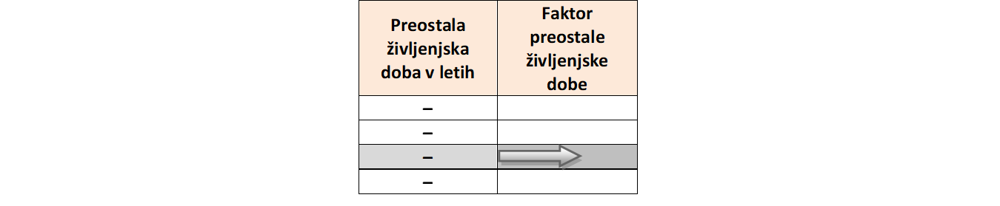 Preostala
življenjska
doba v letih
Faktor
preostale
življenjske
dobe
–
–
–
–